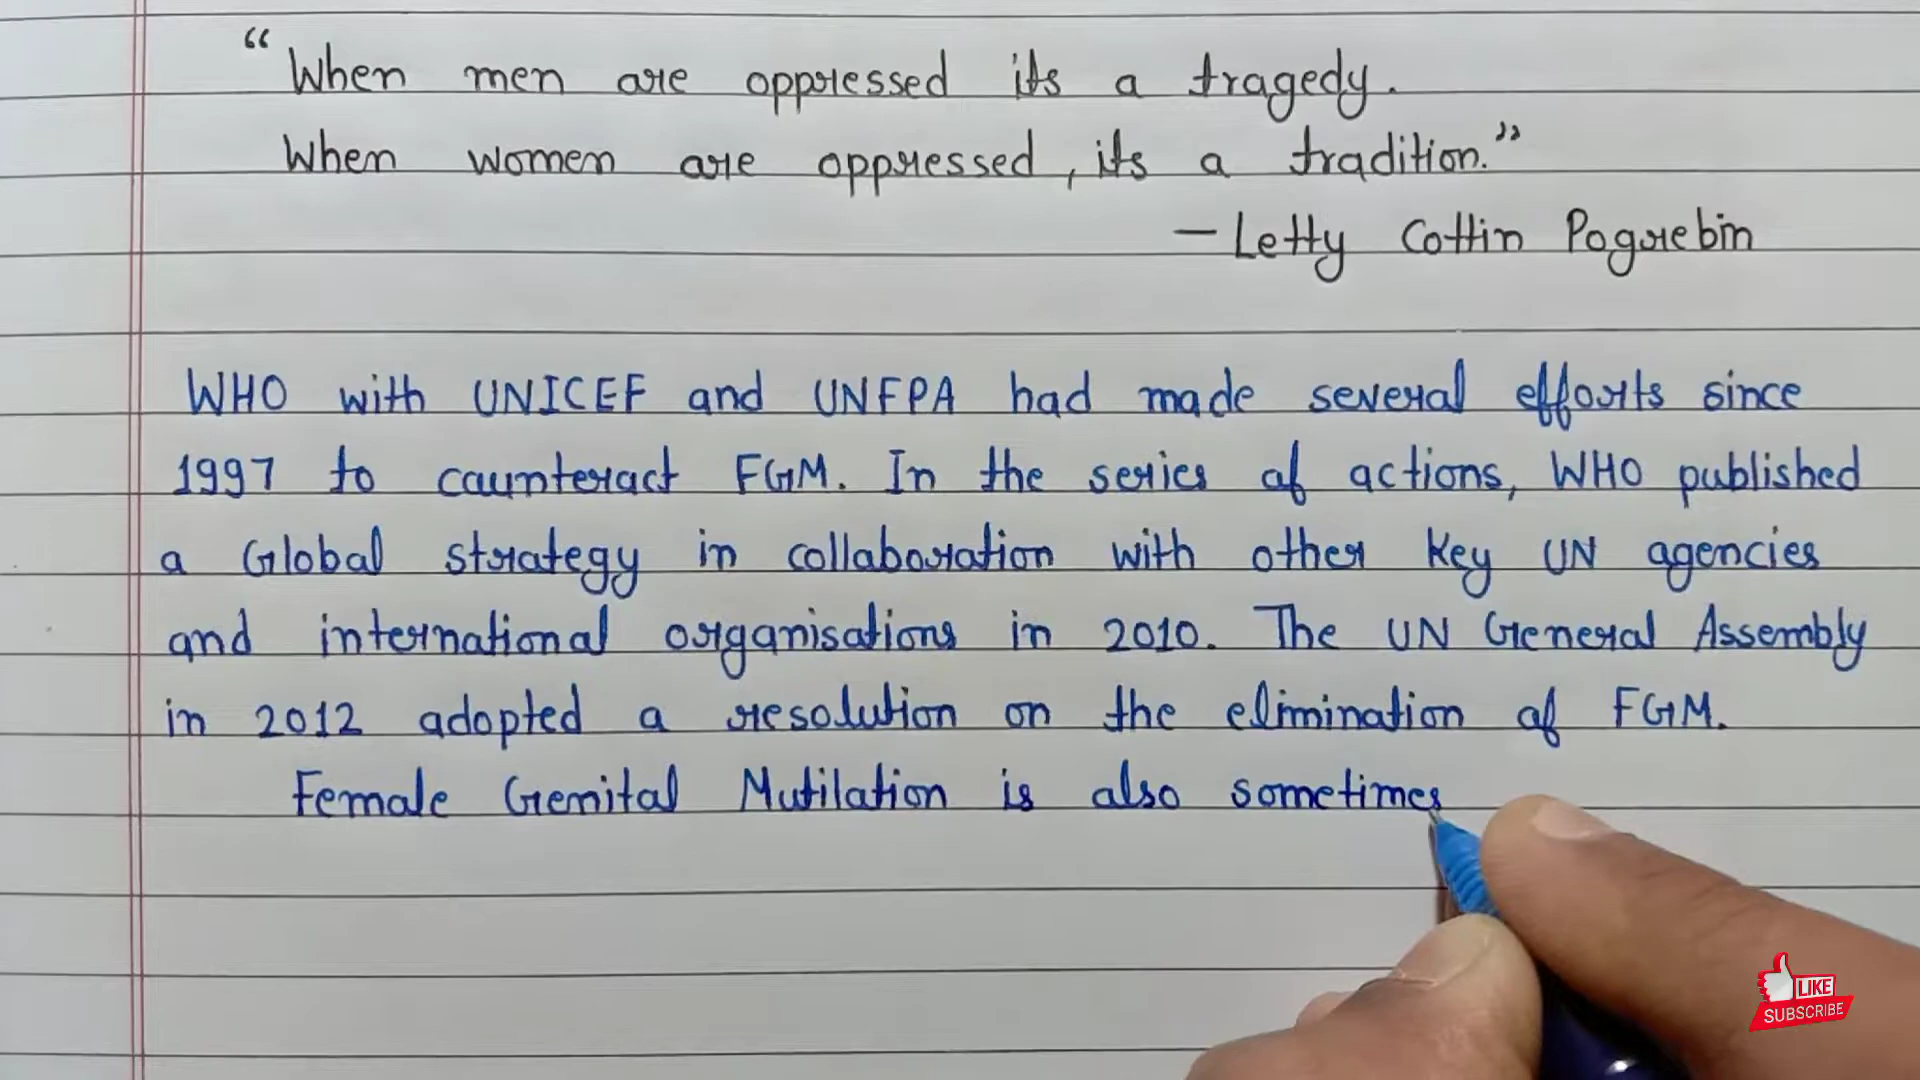 “When men are oppressed its a tragedy.
When women are oppressed, its a tradition.”
— Letty Cottin Pogrebin
WHO with UNICEF and UNFPA had made several efforts since
1997 to counteract FGM. In the series of actions, WHO published
a Global strategy in collaboration with other key UN agencies
and international organisations in 2010. The UN General Assembly
in 2012 adopted a resolution on the elimination of FGM.
Female Genital Mutilation is also sometimes
LIKE
SUBSCRIBE